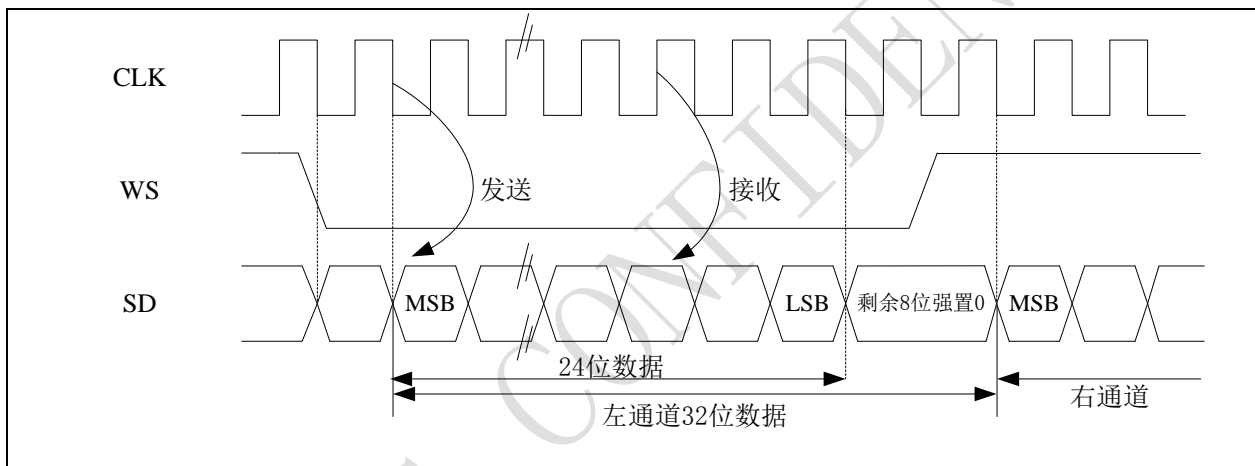 CLK
发送
接收
WS
SD
MSB
LSB
剩余8位强置0
MSB
24位数据
左通道32位数据
右通道
CONFIDEN